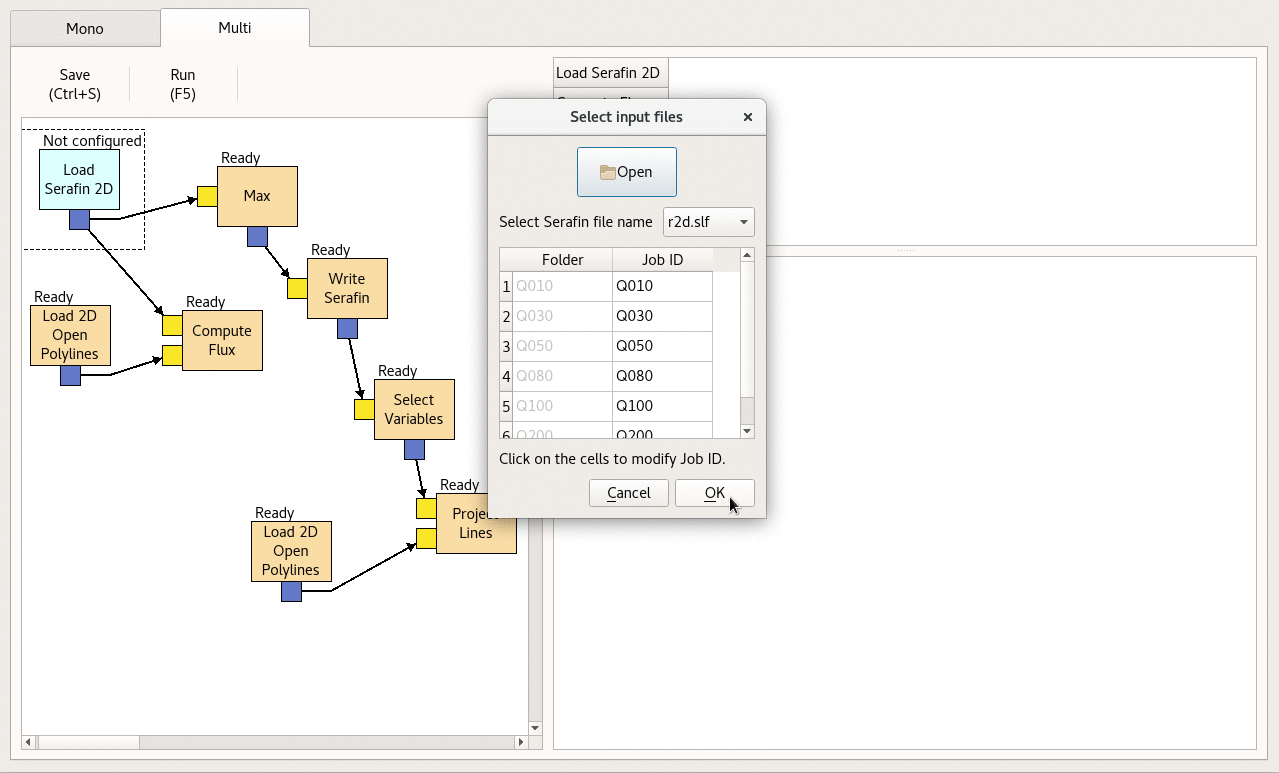 Mono
Multi
Save
(Ctrl+S)
Run
(F5)
Load Serafin 2D
Not configured
Load
Serafin 2D
Ready
Max
Ready
Write
Serafin
Ready
Load 2D
Open
Polylines
Ready
Compute
Flux
Ready
Select
Variables
Ready
Lines
Ready
Load 2D
Open
Polylines
Select input files
Open
Select Serafin file name
r2d.slf
Folder
Job ID
1
Q010
Q010
2
Q030
Q030
3
Q050
Q050
4
Q080
Q080
5
Q100
Q100
6
Q200
Q200
Click on the cells to modify Job ID.
Cancel
OK